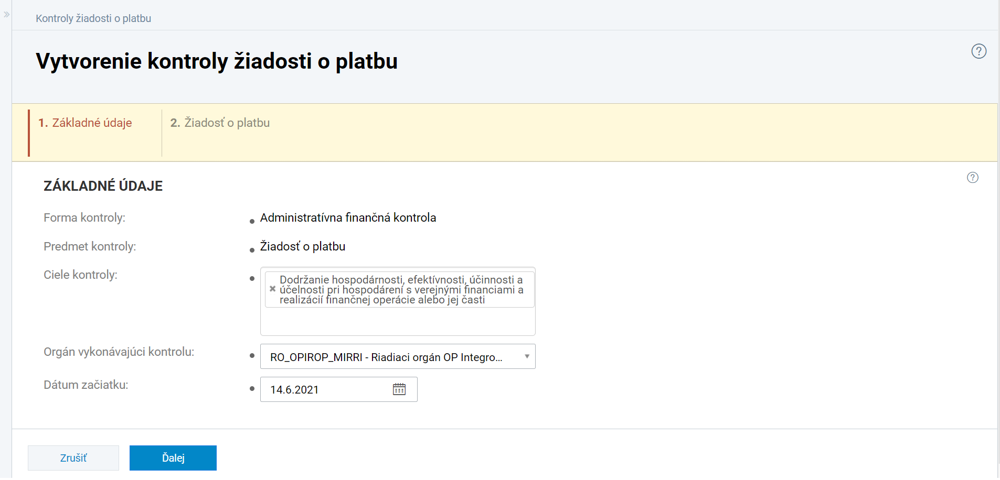 Kontroly žiadosti o platbu
Vytvorenie kontroly žiadosti o platbu
1. Základné údaje
2. Žiadosť o platbu
ZÁKLADNÉ ÚDAJE
Forma kontroly:
Administratívna finančná kontrola
Predmet kontroly:
Žiadosť o platbu
Ciele kontroly:
Dodržanie hospodárnosti, efektívnosti, účinnosti a
účelnosti pri hospodárení s verejnými financiami a
realizácií finančnej operácie alebo jej časti
Orgán vykonávajúci kontrolu:
RO_OPIROP_MIRRI - Riadiaci orgán OP Integro...
Dátum začiatku:
14.6.2021
Zrušiť
Ďalej